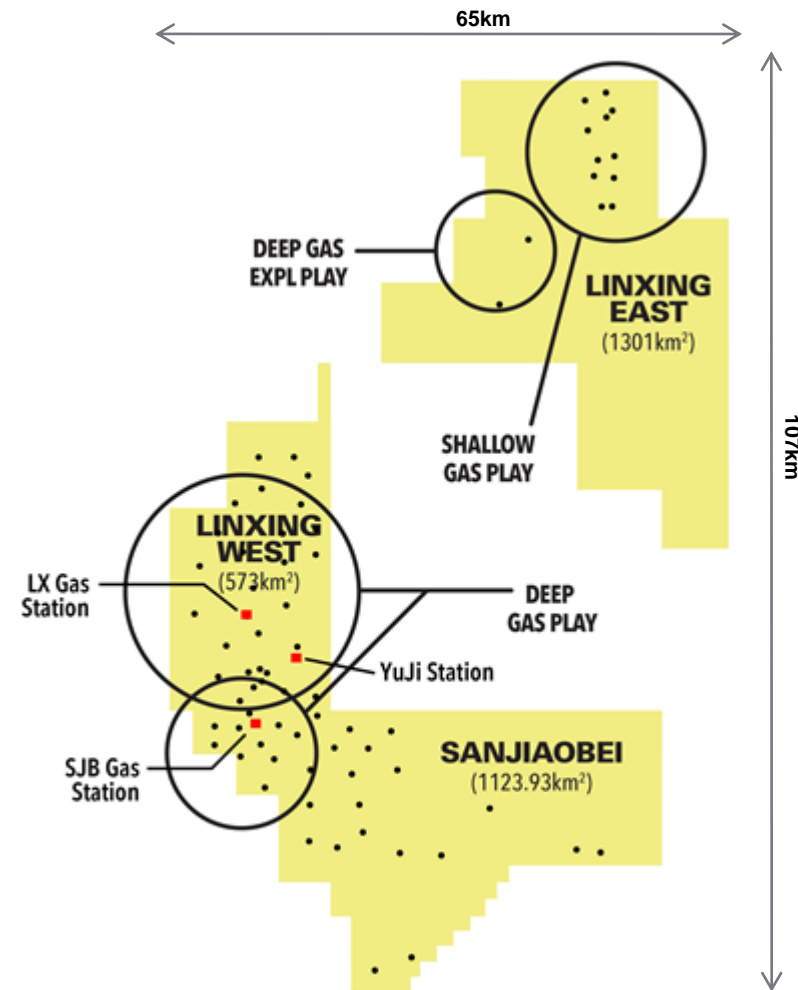 65km
107km
DEEP GAS
EXPL PLAY
LINXING
EAST
(1301km²)
SHALLOW
GAS PLAY
LINXING
WEST
(573km²)
LX Gas
Station
DEEP
GAS PLAY
YuJi Station
SANJIAOBEI
(1123.93km²)
SJB Gas
Station